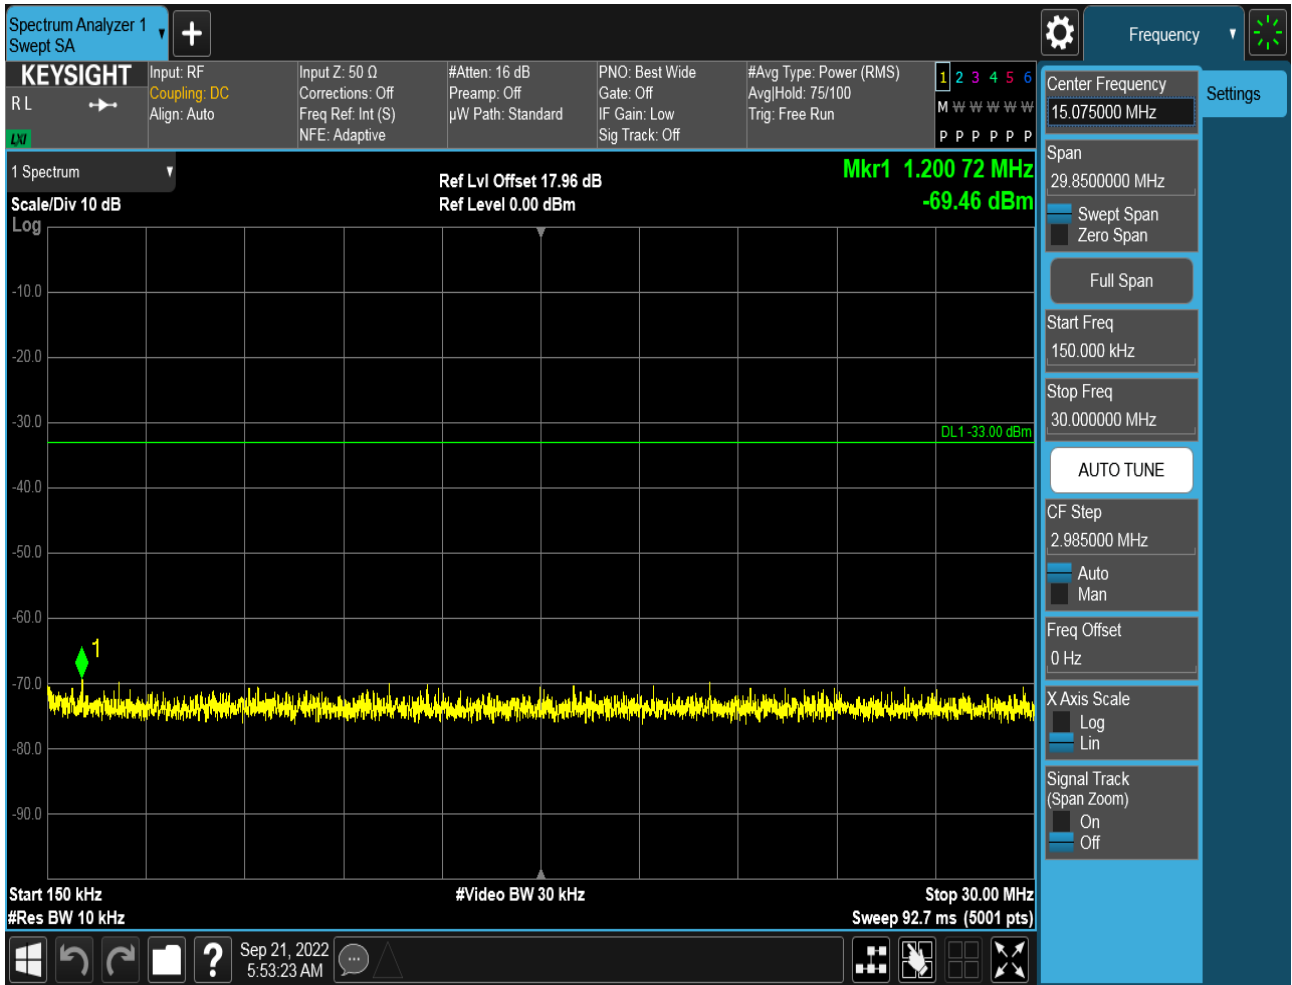 Spectrum Analyzer 1
Swept SA
Frequency
KEYSIGHT
R L
LXI
Input: RF
Coupling: DC
Align: Auto
Input Z: 50 Ω
Corrections: Off
Freq Ref: Int (S)
NFE: Adaptive
#Atten: 16 dB
Preamp: Off
µW Path: Standard
PNO: Best Wide
Gate: Off
IF Gain: Low
Sig Track: Off
#Avg Type: Power (RMS)
Avg|Hold: 75/100
Trig: Free Run
1 2 3 4 5 6
M W W W W W
P P P P P P
1 Spectrum
Scale/Div 10 dB
Log
Ref Lvl Offset 17.96 dB
Ref Level 0.00 dBm
Mkr1 1.200 72 MHz
-69.46 dBm
-10.0
-20.0
-30.0
DL1 -33.00 dBm
-40.0
-50.0
-60.0
1
-70.0
-80.0
-90.0
Start 150 kHz
#Video BW 30 kHz
Stop 30.00 MHz
#Res BW 10 kHz
Sweep 92.7 ms (5001 pts)
?
Sep 21, 2022
5:53:23 AM
Center Frequency
15.075000 MHz
Settings
Span
29.8500000 MHz
Swept Span
Zero Span
Full Span
Start Freq
150.000 kHz
Stop Freq
30.000000 MHz
AUTO TUNE
CF Step
2.985000 MHz
Auto
Man
Freq Offset
0 Hz
X Axis Scale
Log
Lin
Signal Track
(Span Zoom)
On
Off